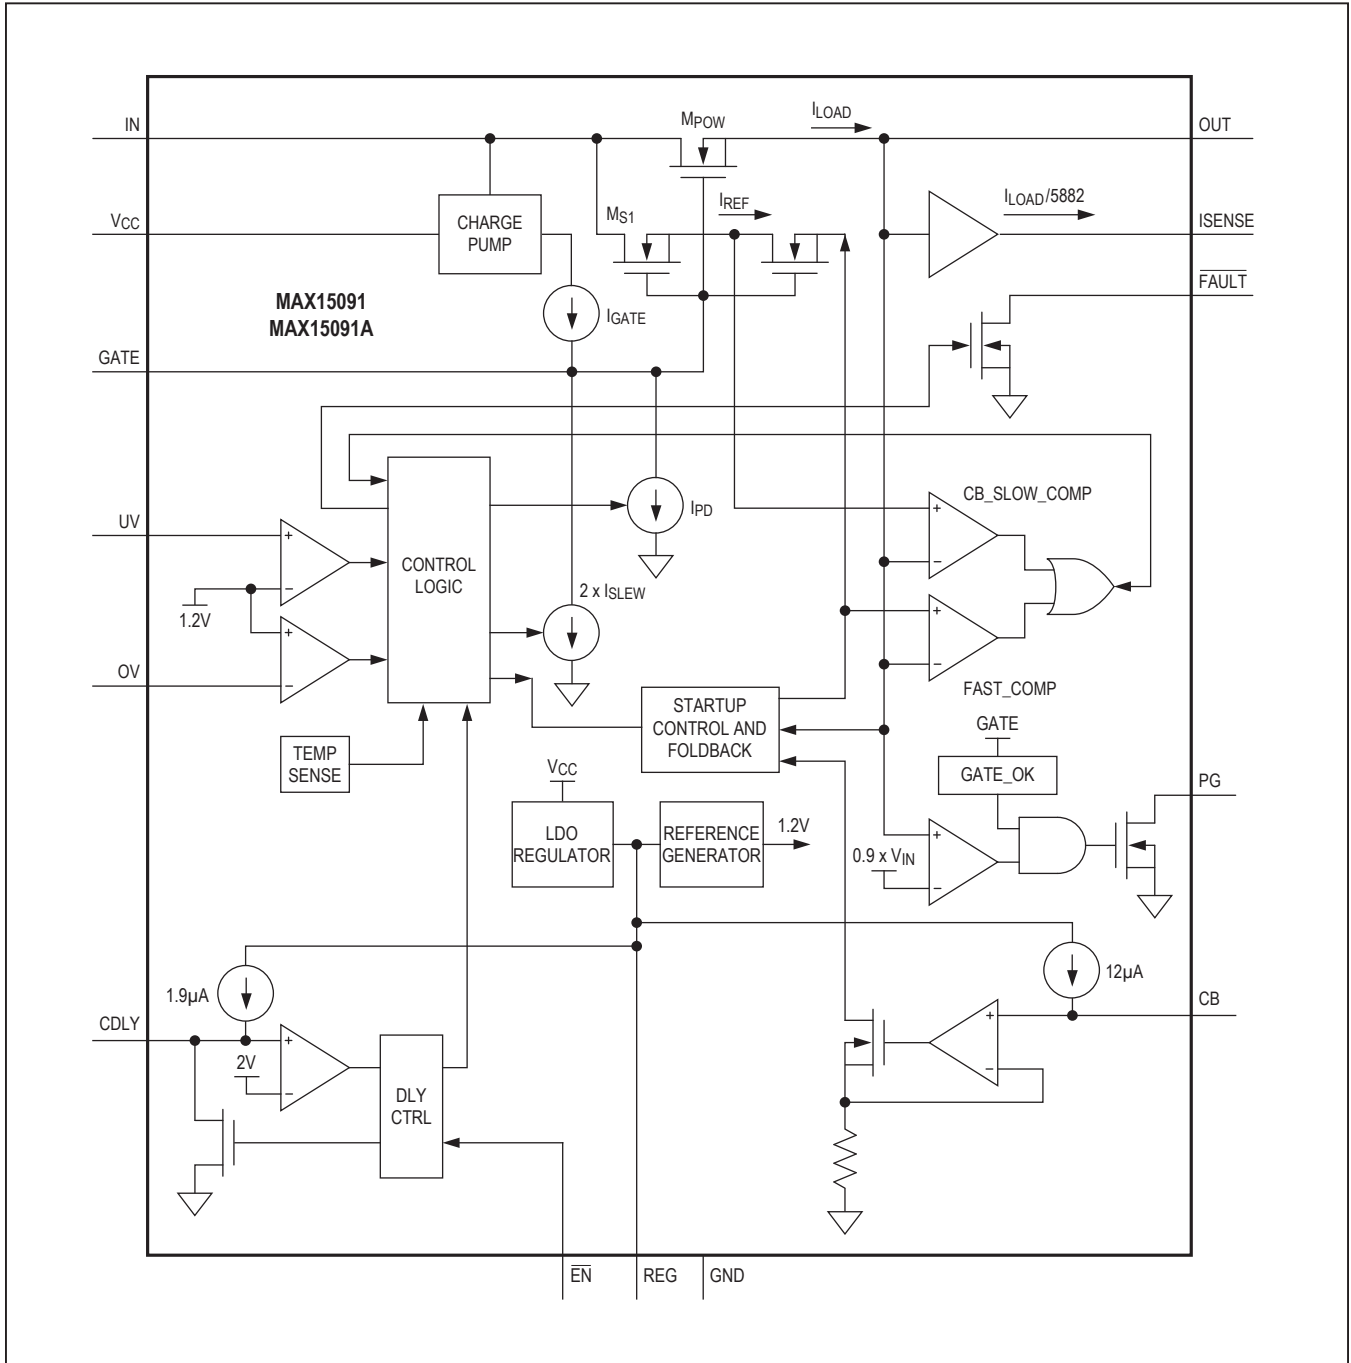 IN
MPOW
ILOAD
OUT
VCC
CHARGE
PUMP
MS1
IREF
ILOAD/5882
ISENSE
FAULT
MAX15091
MAX15091A
IGATE
GATE
CB_SLOW_COMP
UV
IPD
CONTROL
LOGIC
+
−
+
−
2 x ISLEW
1.2V
+
−
+
−
OV
FAST_COMP
STARTUP
CONTROL AND
FOLDBACK
GATE
TEMP
SENSE
GATE_OK
VCC
PG
LDO
REGULATOR
REFERENCE
GENERATOR
1.2V
+
−
0.9 x VIN
1.9µA
12µA
CDLY
CB
+
−
2V
+
−
DLY
CTRL
EN
REG
GND